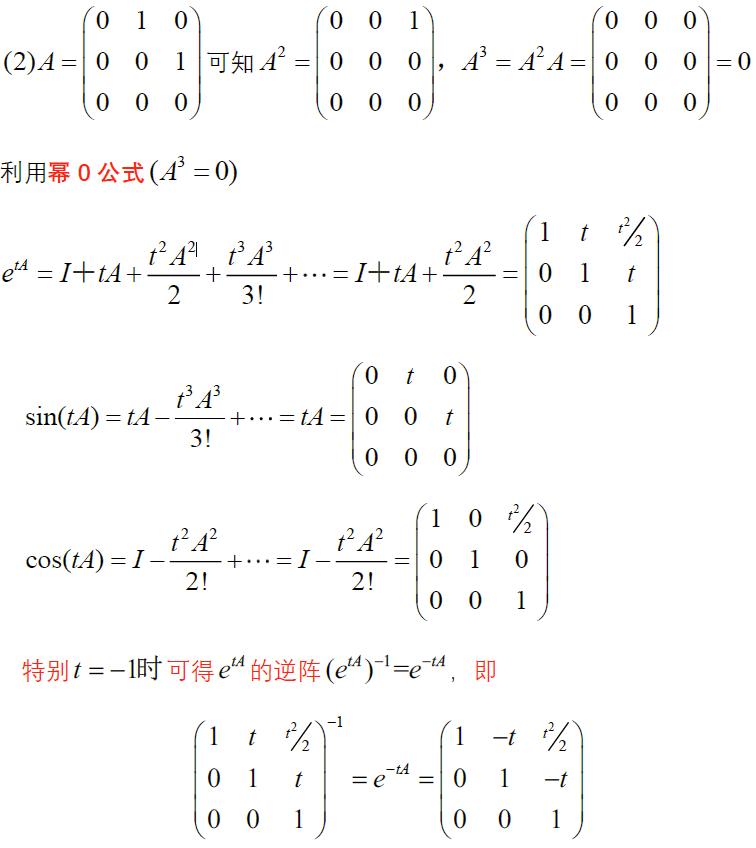 (2) $A = \begin{pmatrix} 0 & 1 & 0 \\ 0 & 0 & 1 \\ 0 & 0 & 0 \end{pmatrix}$ 可知 $A^2 = \begin{pmatrix} 0 & 0 & 1 \\ 0 & 0 & 0 \\ 0 & 0 & 0 \end{pmatrix}$，$A^3 = A^2 A = \begin{pmatrix} 0 & 0 & 0 \\ 0 & 0 & 0 \\ 0 & 0 & 0 \end{pmatrix} = 0$
利用幂 0 公式 $(A^3 = 0)$
$e^{tA} = I + tA + \frac{t^2 A^2}{2} + \frac{t^3 A^3}{3!} + \cdots = I + tA + \frac{t^2 A^2}{2} = \begin{pmatrix} 1 & t & t^2/2 \\ 0 & 1 & t \\ 0 & 0 & 1 \end{pmatrix}$
$\sin(tA) = tA - \frac{t^3 A^3}{3!} + \cdots = tA = \begin{pmatrix} 0 & t & 0 \\ 0 & 0 & t \\ 0 & 0 & 0 \end{pmatrix}$
$\cos(tA) = I - \frac{t^2 A^2}{2!} + \cdots = I - \frac{t^2 A^2}{2!} = \begin{pmatrix} 1 & 0 & t^2/2 \\ 0 & 1 & 0 \\ 0 & 0 & 1 \end{pmatrix}$
特别 $t = -1$时 可得 $e^{tA}$ 的逆阵 $(e^{tA})^{-1} = e^{-tA}$，即
$\begin{pmatrix} 1 & t & t^2/2 \\ 0 & 1 & t \\ 0 & 0 & 1 \end{pmatrix}^{-1} = e^{-tA} = \begin{pmatrix} 1 & -t & t^2/2 \\ 0 & 1 & -t \\ 0 & 0 & 1 \end{pmatrix}$